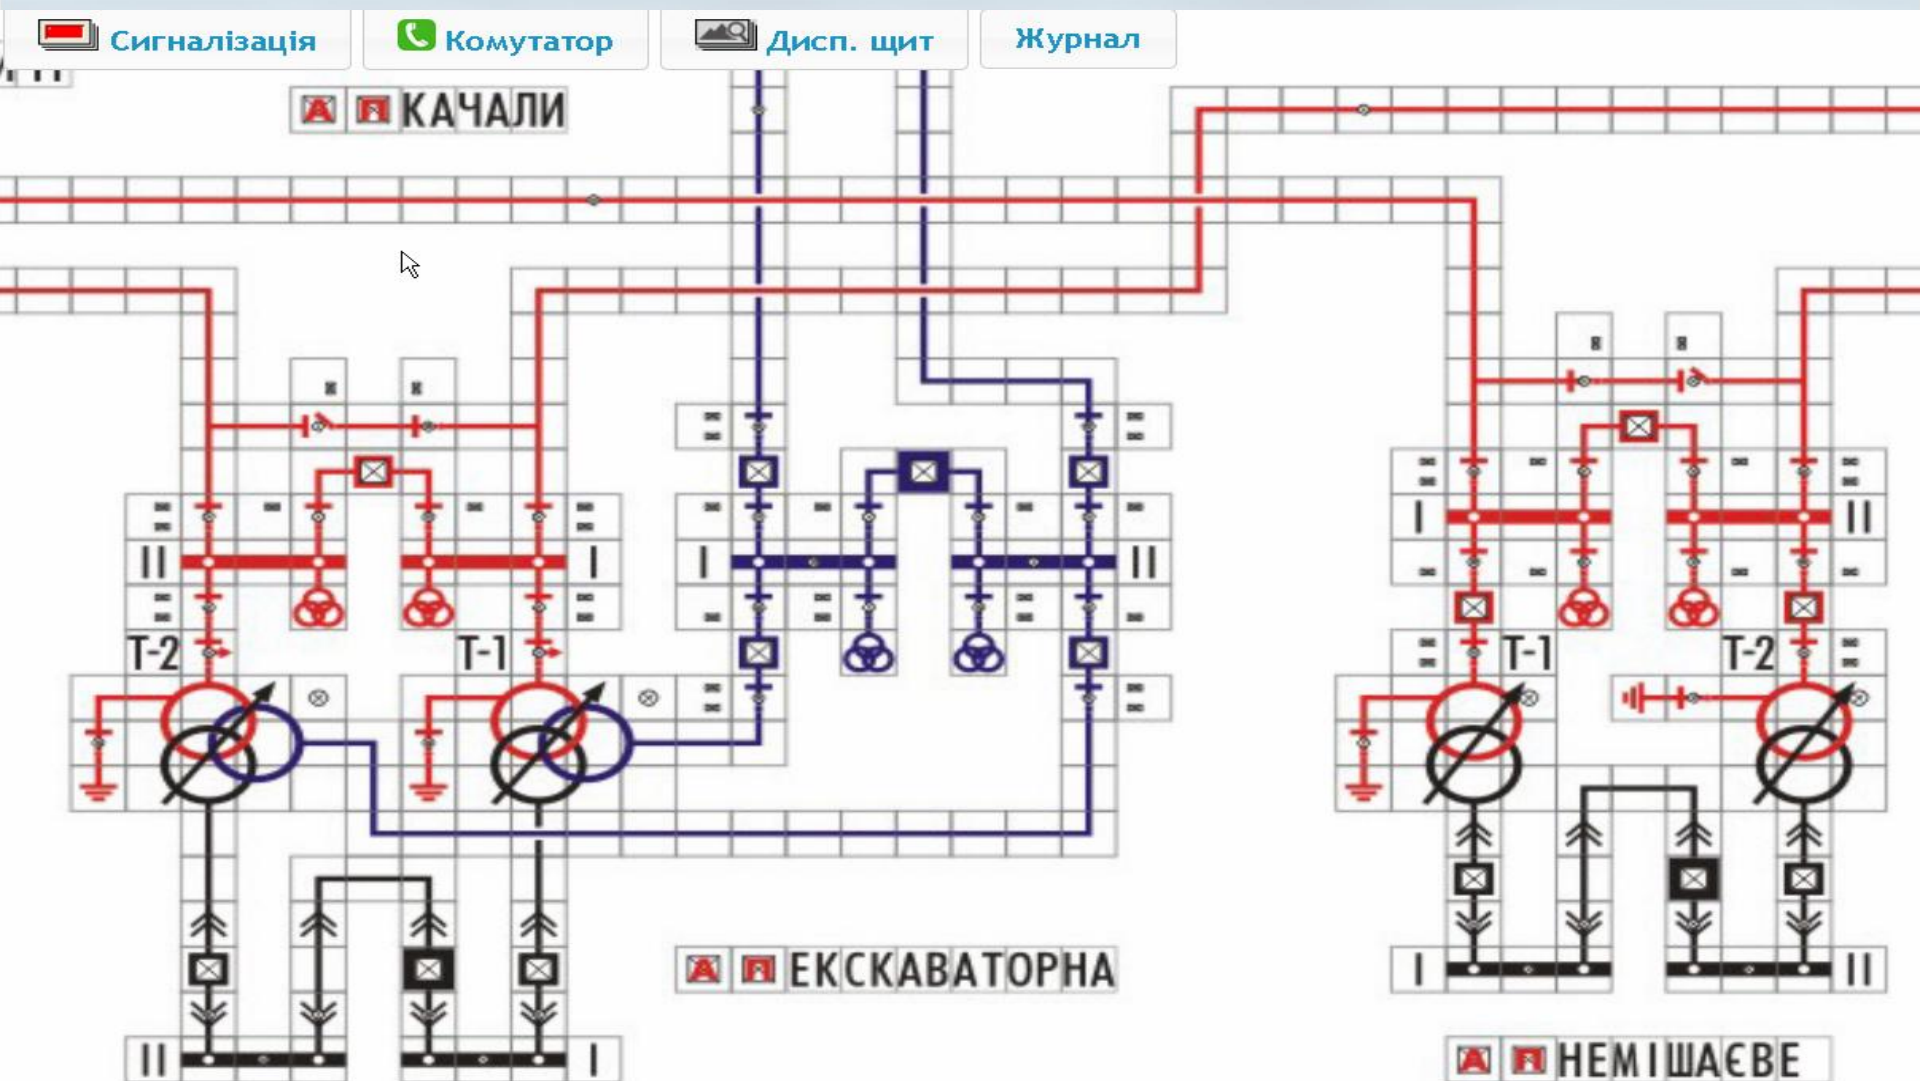 Сигналізація
Комутатор
Дисп. щит
Журнал
А П КАЧАЛИ
I II
II I I II
T-2 T-1 T-1 T-2
А П ЕКСКАВАТОРНА
I II
II I
А П НЕМІШАЄВЕ